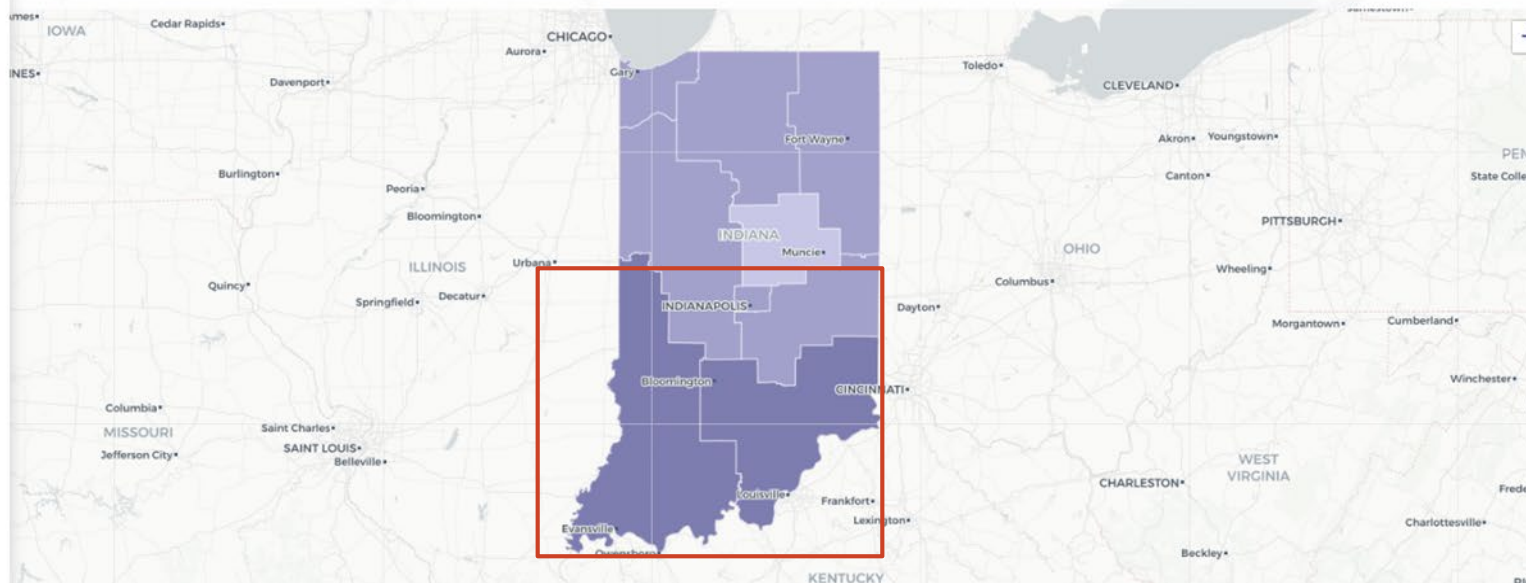 IOWA
Cedar Rapids
CHICAGO
Aurora
Gary
Davenport
Toledo
CLEVELAND
Akron
Youngstown
Fort Wayne
Burlington
Peoria
Canton
State Colle
Bloomington
PITTSBURGH
INDIANA
Muncie
OHIO
Urbana
ILLINOIS
Wheeling
Columbus
Quincy
Springfield
Decatur
INDIANAPOLIS
Dayton
Morgantown
Cumberland
Bloomington
CINCINNATI
Winchester
Columbia
MISSOURI
Saint Charles
SAINT LOUIS
Jefferson City
Belleville
WEST
VIRGINIA
CHARLESTON
Louisville
Frankfort
Lexington
Evansville
Charlottesville
Owensboro
Beckley
KENTUCKY